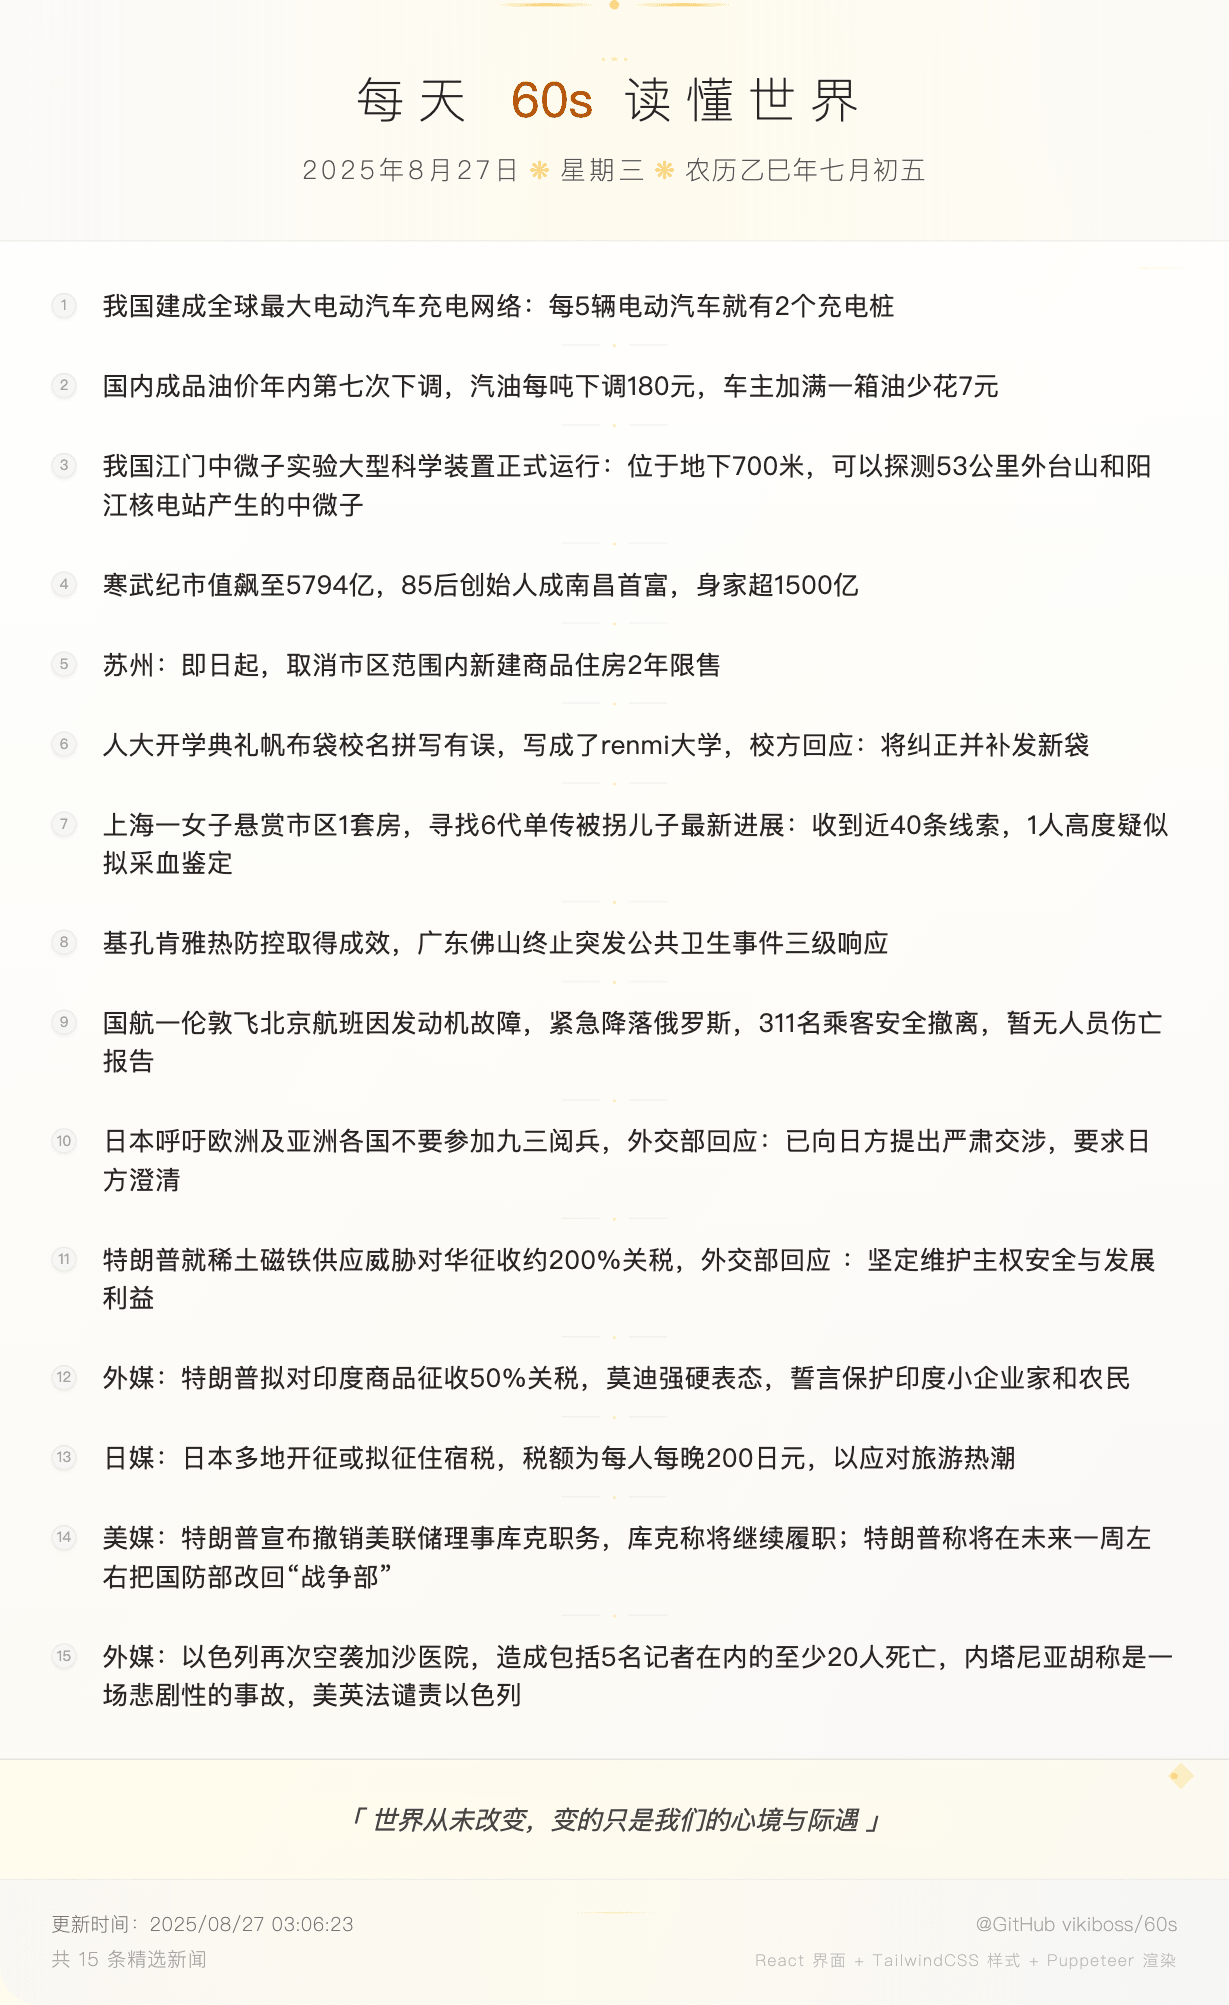 每天 60s 读懂世界
2025年8月27日 ❋ 星期三 ❋ 农历乙巳年七月初五
1 我国建成全球最大电动汽车充电网络：每5辆电动汽车就有2个充电桩
2 国内成品油价年内第七次下调，汽油每吨下调180元，车主加满一箱油少花7元
3 我国江门中微子实验大型科学装置正式运行：位于地下700米，可以探测53公里外台山和阳
江核电站产生的中微子
4 寒武纪市值飙至5794亿，85后创始人成南昌首富，身家超1500亿
5 苏州：即日起，取消市区范围内新建商品住房2年限售
6 人大开学典礼帆布袋校名拼写有误，写成了renmi大学，校方回应：将纠正并补发新袋
7 上海一女子悬赏市区1套房，寻找6代单传被拐儿子最新进展：收到近40条线索，1人高度疑似
拟采血鉴定
8 基孔肯雅热防控取得成效，广东佛山终止突发公共卫生事件三级响应
9 国航一伦敦飞北京航班因发动机故障，紧急降落俄罗斯，311名乘客安全撤离，暂无人员伤亡
报告
10 日本呼吁欧洲及亚洲各国不要参加九三阅兵，外交部回应：已向日方提出严肃交涉，要求日
方澄清
11 特朗普就稀土磁铁供应威胁对华征收约200%关税，外交部回应 ：坚定维护主权安全与发展
利益
12 外媒：特朗普拟对印度商品征收50%关税，莫迪强硬表态，誓言保护印度小企业家和农民
13 日媒：日本多地开征或拟征住宿税，税额为每人每晚200日元，以应对旅游热潮
14 美媒：特朗普宣布撤销美联储理事库克职务，库克称将继续履职；特朗普称将在未来一周左
右把国防部改回“战争部”
15 外媒：以色列再次空袭加沙医院，造成包括5名记者在内的至少20人死亡，内塔尼亚胡称是一
场悲剧性的事故，美英法谴责以色列
「 世界从未改变，变的只是我们的心境与际遇 」
更新时间：2025/08/27 03:06:23
@GitHub vikiboss/60s
共 15 条精选新闻
React 界面 + TailwindCSS 样式 + Puppeteer 渲染